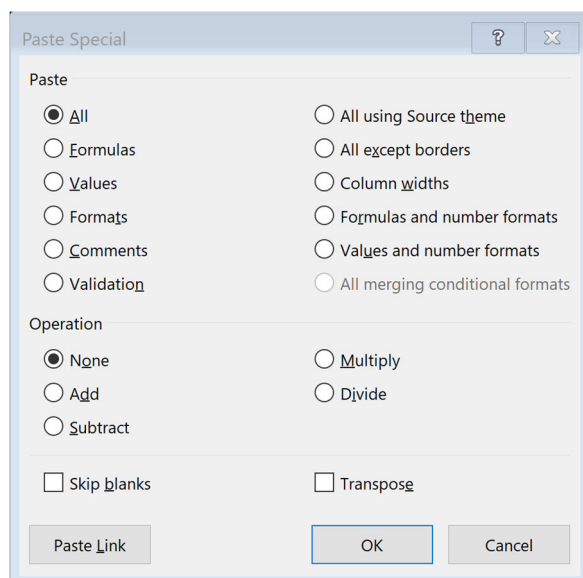 Paste Special
Paste
All
All using Source theme
Formulas
All except borders
Values
Column widths
Formats
Formulas and number formats
Comments
Values and number formats
Validation
All merging conditional formats
Operation
None
Multiply
Add
Divide
Subtract
Skip blanks
Transpose
Paste Link
OK
Cancel